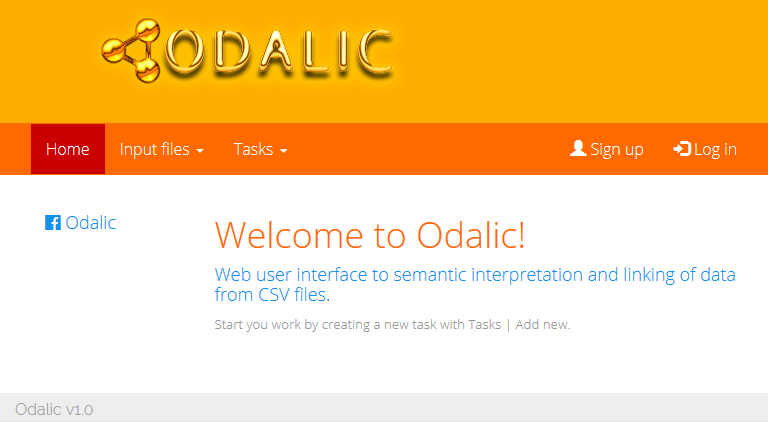 ODALIC
Home Input files Tasks Sign up Log in
Odalic
Welcome to Odalic!
Web user interface to semantic interpretation and linking of data
from CSV files.
Start you work by creating a new task with Tasks | Add new.
Odalic v1.0